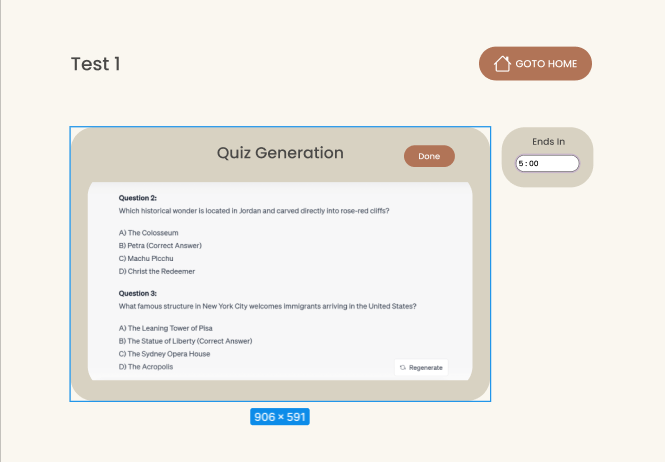 Test 1
GOTO HOME
Quiz Generation
Done
Ends In
5 : 00
Question 2:
Which historical wonder is located in Jordan and carved directly into rose-red cliffs?
A) The Colosseum
B) Petra (Correct Answer)
C) Machu Picchu
D) Christ the Redeemer
Question 3:
What famous structure in New York City welcomes immigrants arriving in the United States?
A) The Leaning Tower of Pisa
B) The Statue of Liberty (Correct Answer)
C) The Sydney Opera House
D) The Acropolis
Regenerate
906 × 591